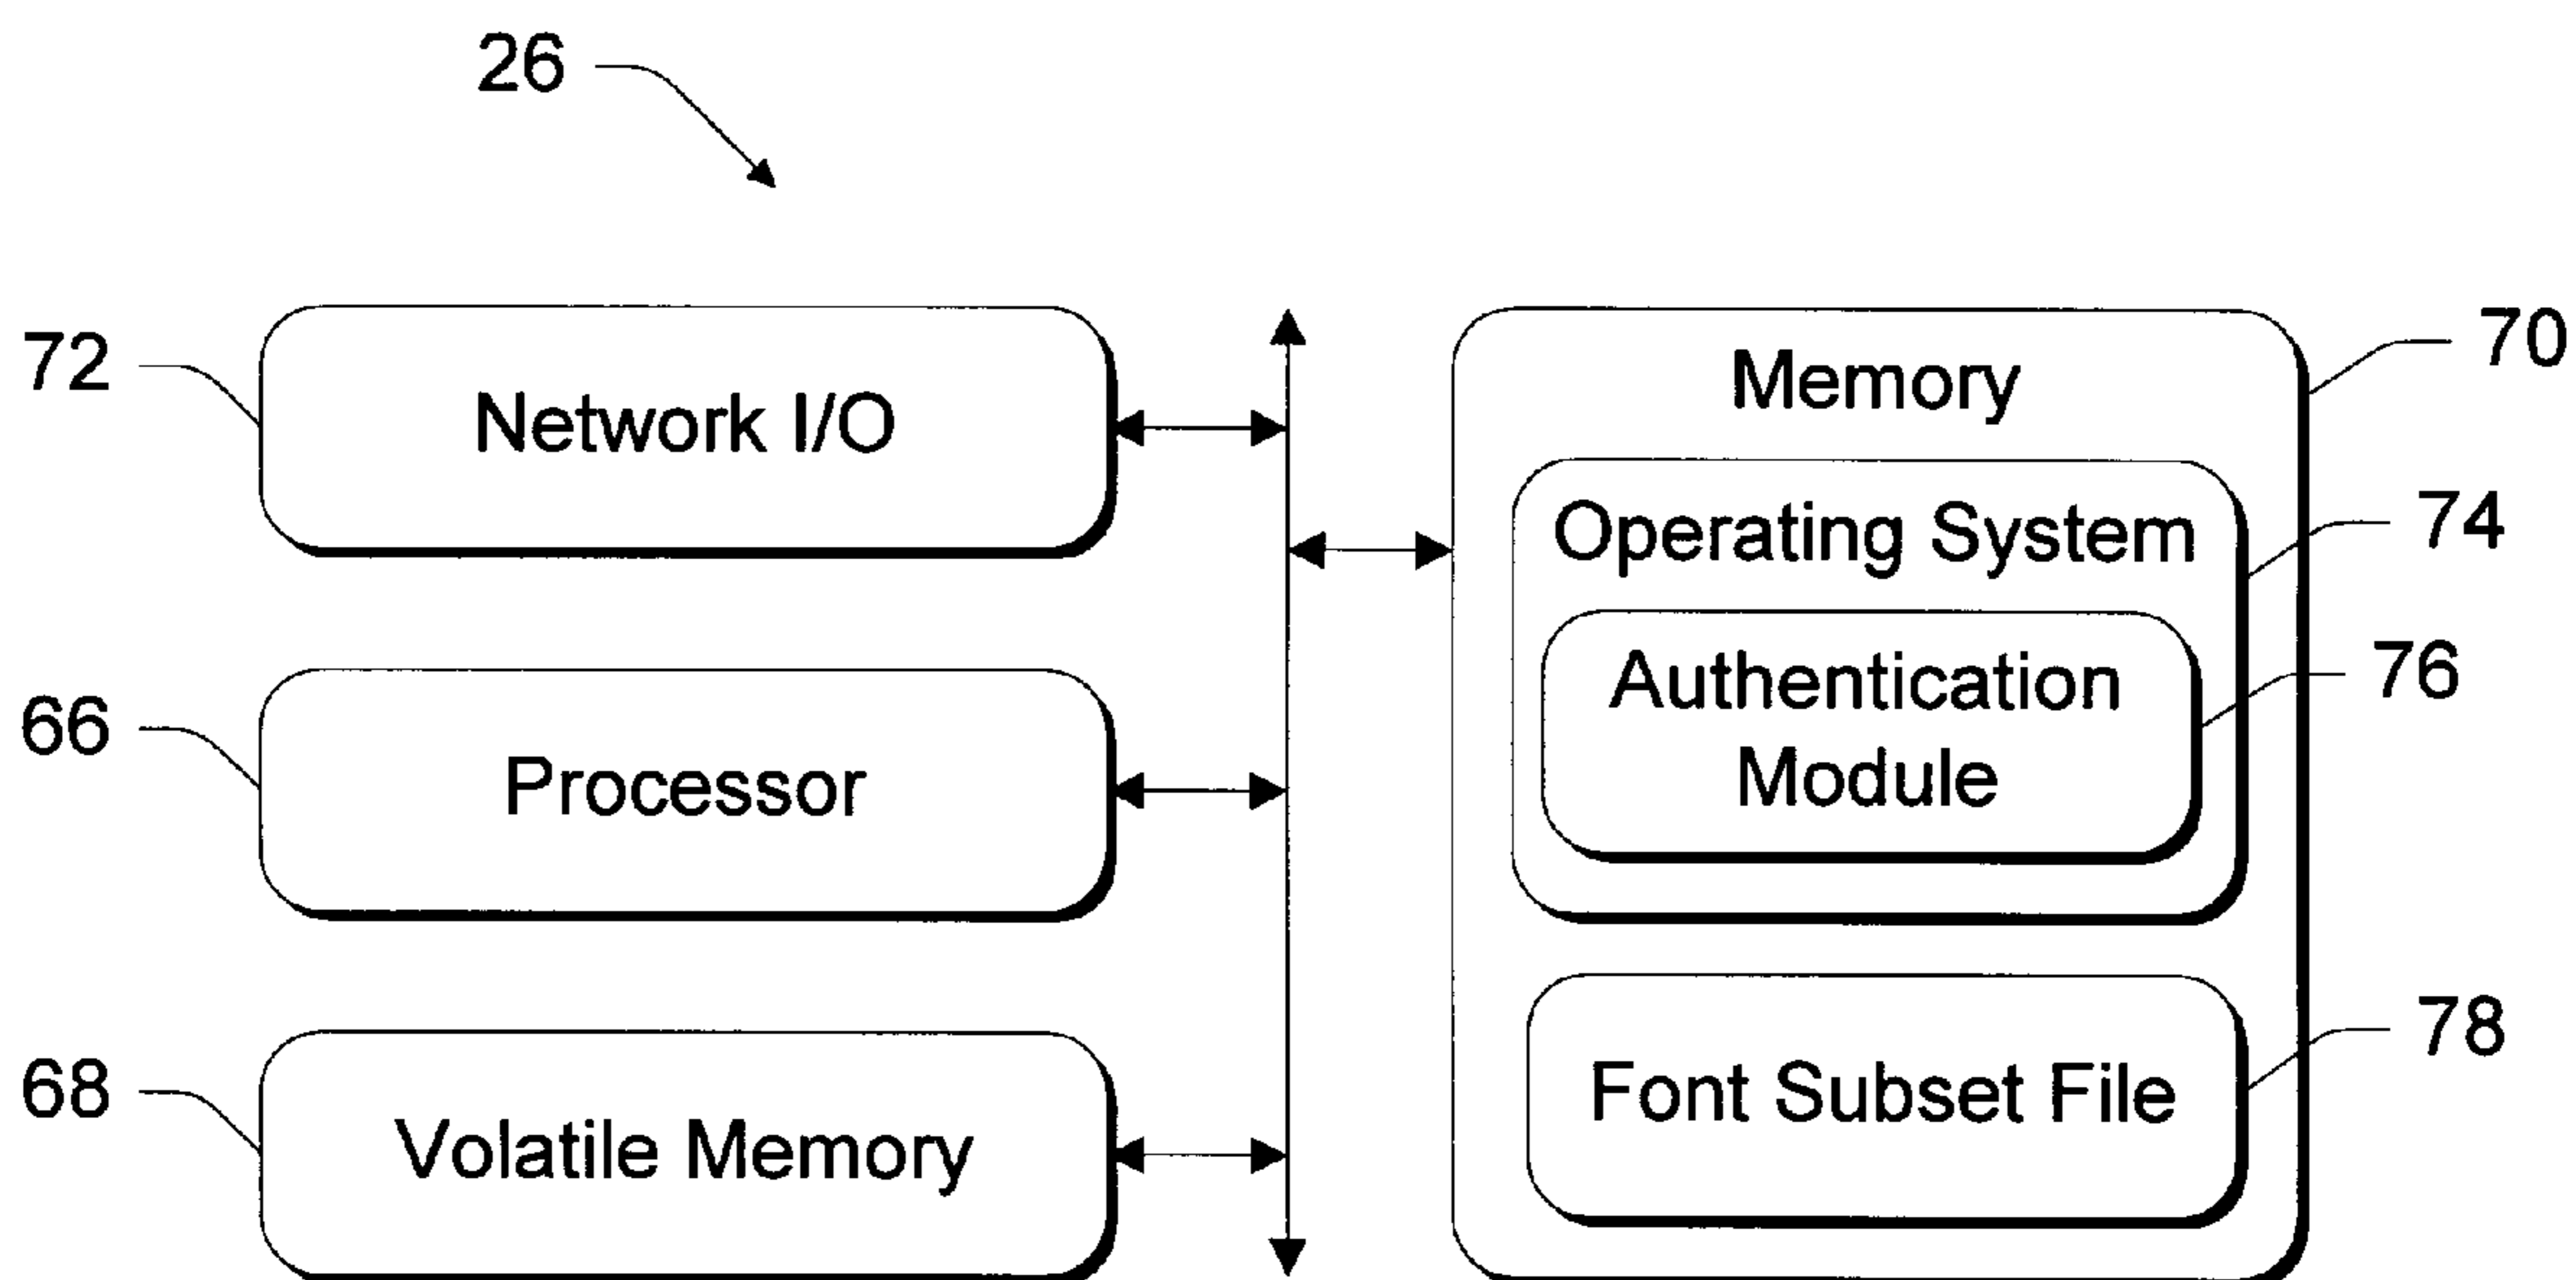 26
72
Network I/O
66
Processor
68
Volatile Memory
Memory
70
Operating System
74
Authentication
Module
76
Font Subset File
78